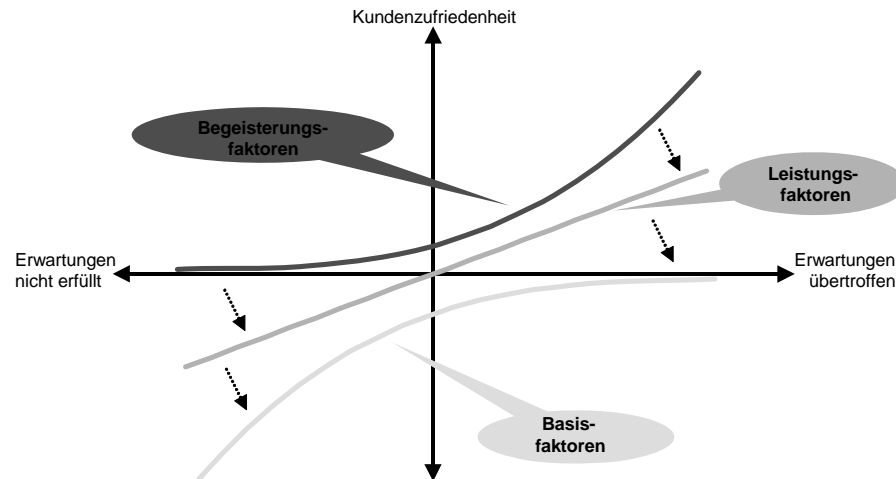 Kundenzufriedenheit
Begeisterungs-
faktoren
Leistungs-
faktoren
Erwartungen
nicht erfüllt
Erwartungen
übertroffen
Basis-
faktoren